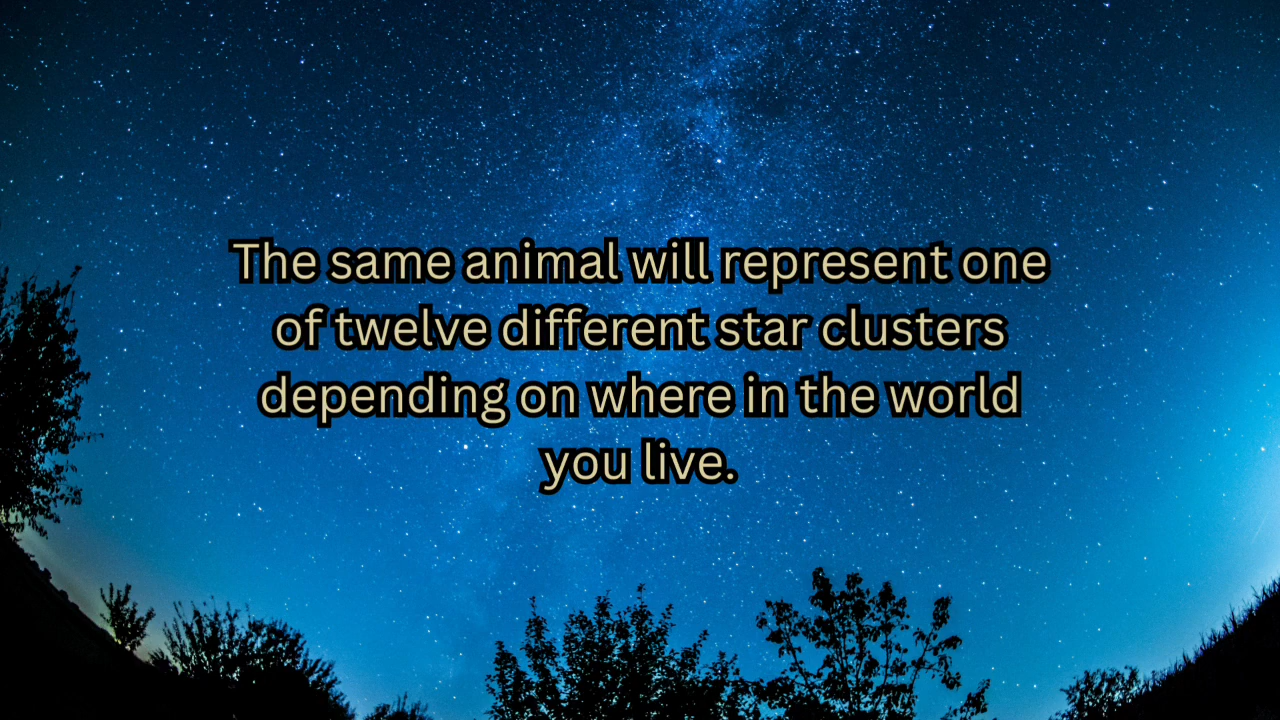 The same animal will represent one
of twelve different star clusters
depending on where in the world
you live.